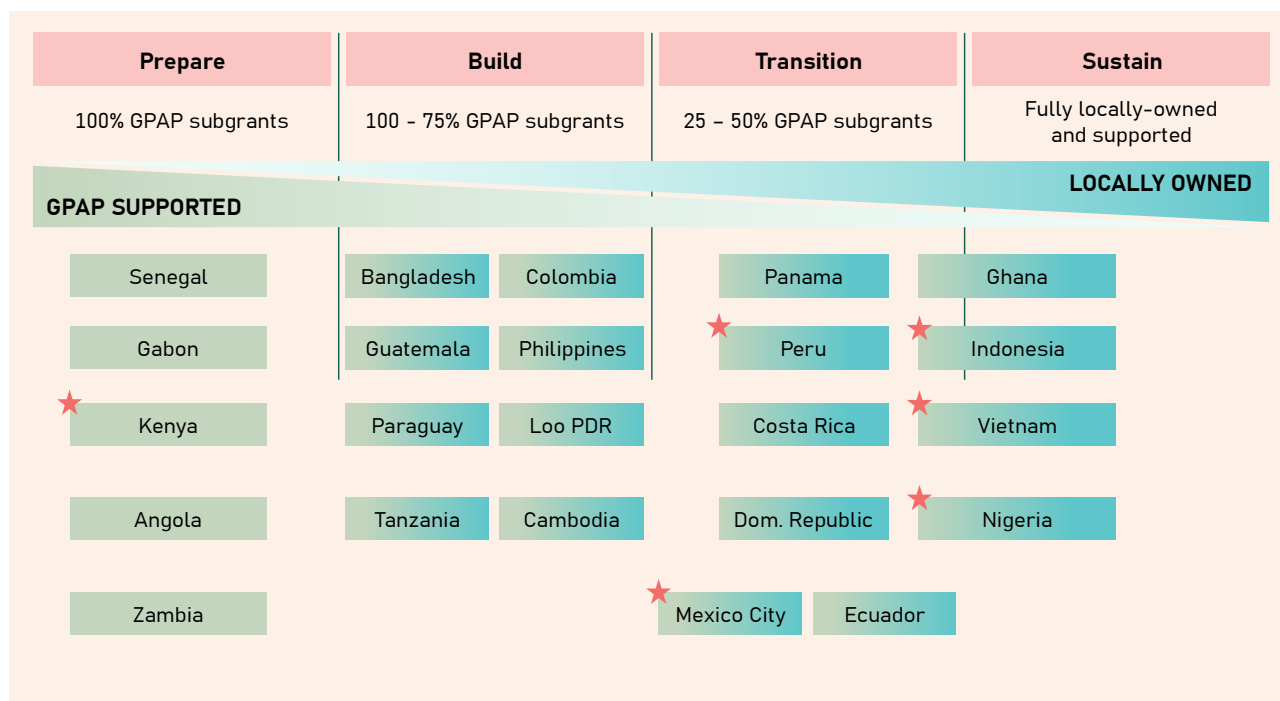 Prepare
Build
Transition
Sustain
100% GPAP subgrants
100 - 75% GPAP subgrants
25 – 50% GPAP subgrants
Fully locally-owned
and supported
LOCALLY OWNED
GPAP SUPPORTED
Senegal
Bangladesh
Colombia
Panama
Ghana
Gabon
Guatemala
Philippines
Peru
Indonesia
Kenya
Paraguay
Loo PDR
Costa Rica
Vietnam
Angola
Tanzania
Cambodia
Dom. Republic
Nigeria
Zambia
Mexico City
Ecuador